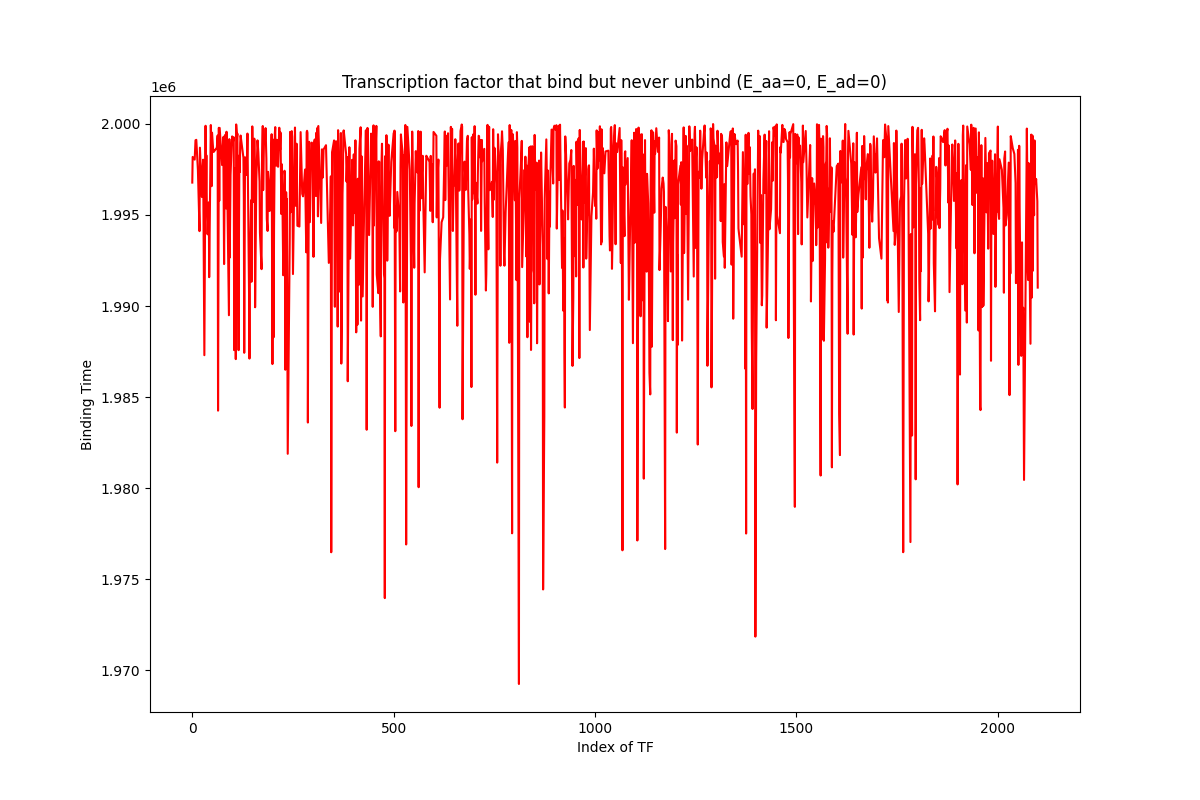 Transcription factor that bind but never unbind (E_aa=0, E_ad=0)
1e6
2.000
1.995
1.990
1.985
1.980
1.975
1.970
Binding Time
0 500 1000 1500 2000
Index of TF